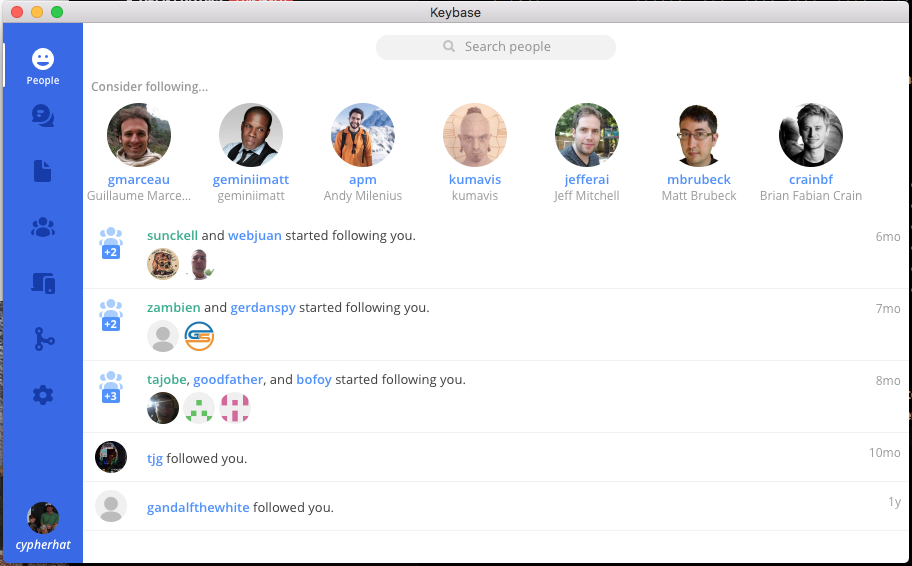 Keybase
Search people
People
Consider following...
gmarceau
geminiimatt
apm
kumavis
jefferai
mbrubeck
crainbf
Guillaume Marce...
geminiimatt
Andy Milenius
kumavis
Jeff Mitchell
Matt Brubeck
Brian Fabian Crain
+2
sunckell and webjuan started following you.
6mo
+2
zambien and gerdanspy started following you.
7mo
GS
+3
tajobe, goodfather, and bofoy started following you.
8mo
tjg followed you.
10mo
gandalfthewhite followed you.
1y
cypherhat